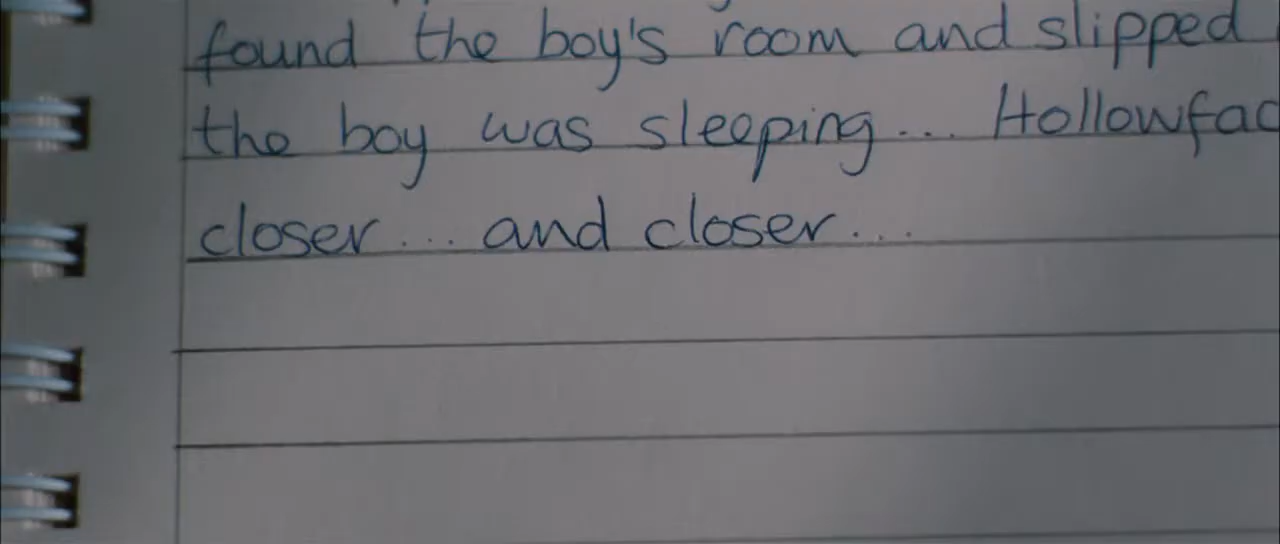 found the boy's room and slipped
the boy was sleeping... Hollowfac
closer... and closer...